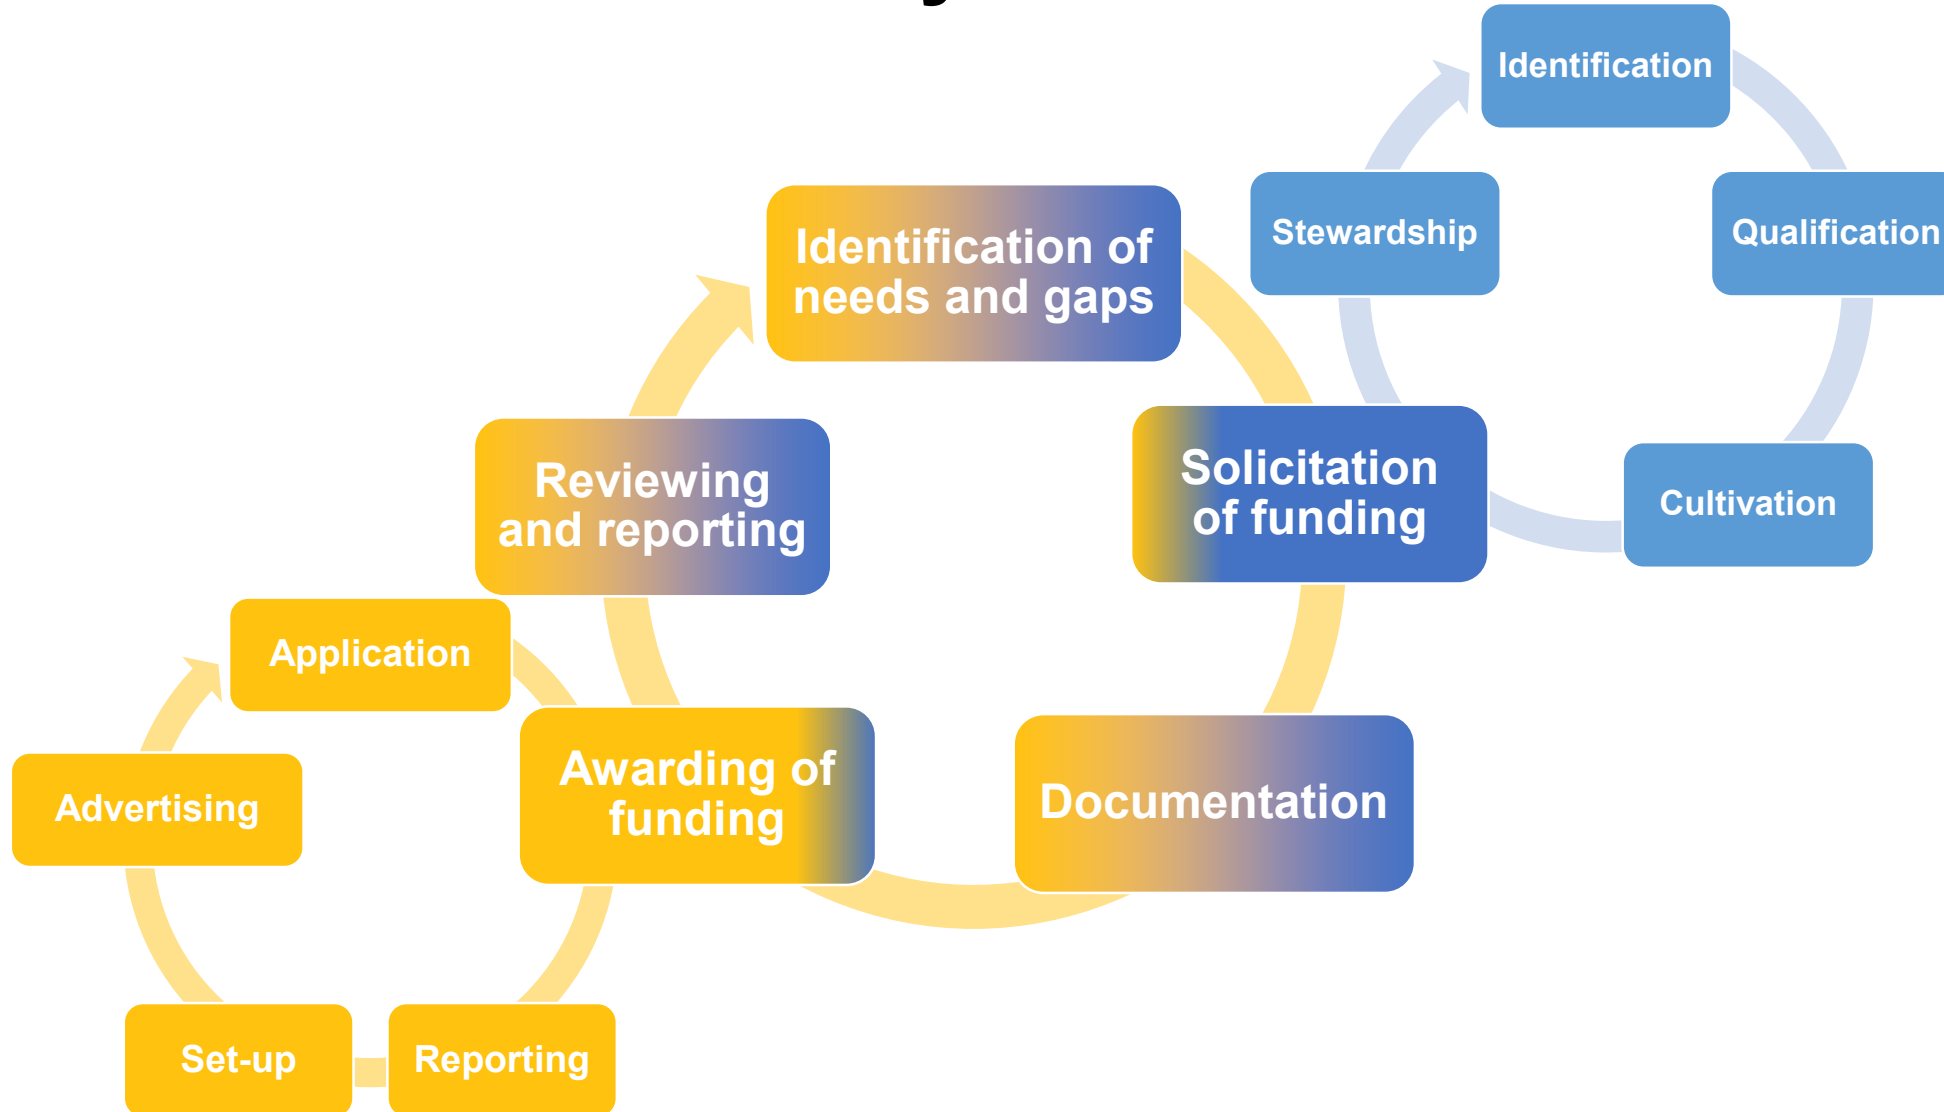 Identification
Stewardship
Qualification
Identification of
needs and gaps
Solicitation
of funding
Cultivation
Reviewing
and reporting
Application
Awarding of
funding
Documentation
Advertising
Set-up
Reporting